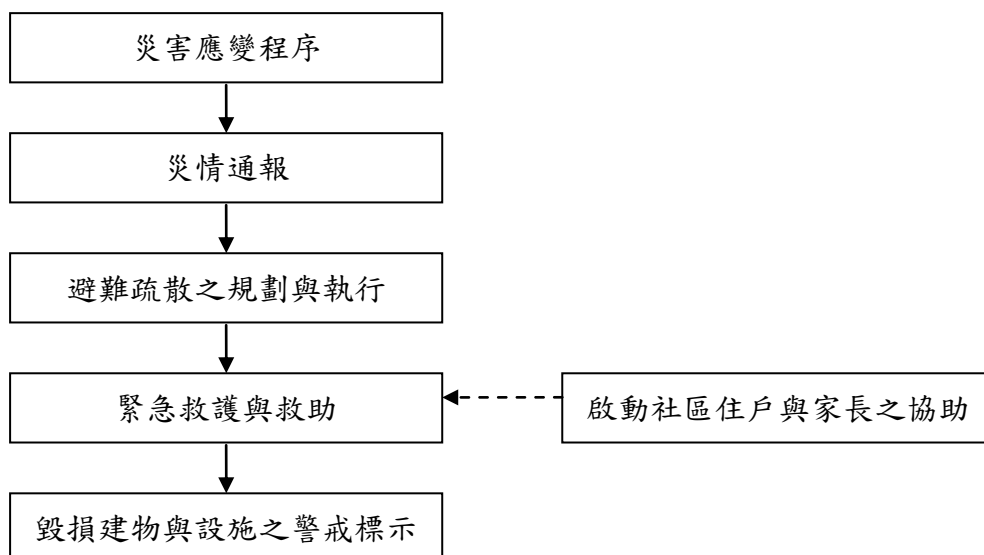 災害應變程序
災情通報
避難疏散之規劃與執行
緊急救護與救助
啟動社區住戶與家長之協助
毀損建物與設施之警戒標示